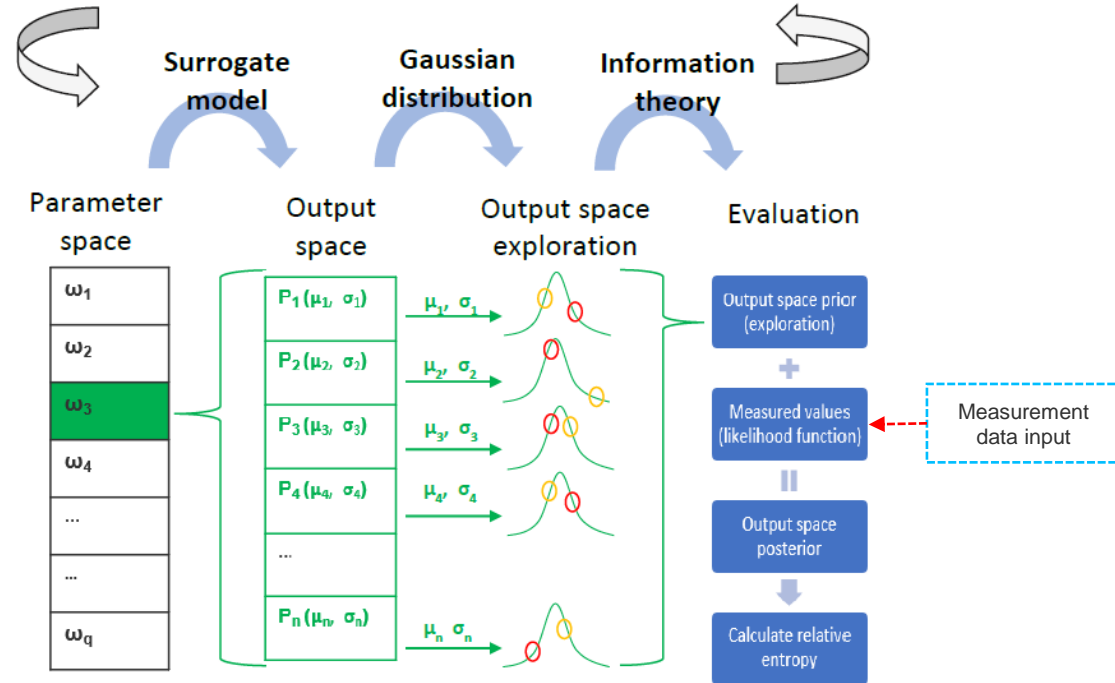 Surrogate
model
Gaussian
distribution
Information
theory
Parameter
space
Output
space
Output space
exploration
Evaluation
ω₁
ω₂
ω₃
ω₄
...
...
ω_q
P₁(μ₁, σ₁)
P₂(μ₂, σ₂)
P₃(μ₃, σ₃)
P₄(μ₄, σ₄)
...
Pₙ(μₙ, σₙ)
μ₁, σ₁
μ₂, σ₂
μ₃, σ₃
μ₄, σ₄
μₙ σₙ
Output space prior
(exploration)
+
Measured values
(likelihood function)
=
Output space
posterior
Calculate relative
entropy
Measurement
data input